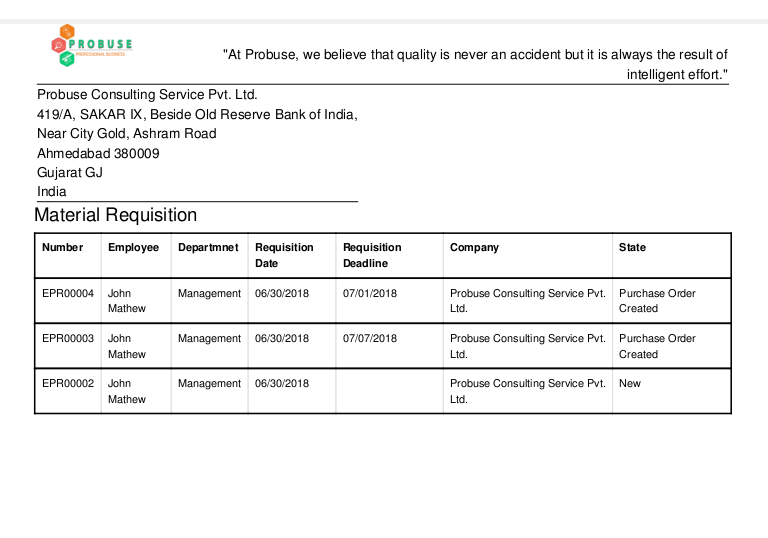 PROBUSE
PROFESSIONAL BUSINESS
"At Probuse, we believe that quality is never an accident but it is always the result of
intelligent effort."
Probuse Consulting Service Pvt. Ltd.
419/A, SAKAR IX, Beside Old Reserve Bank of India,
Near City Gold, Ashram Road
Ahmedabad 380009
Gujarat GJ
India
Material Requisition
Number Employee Departmnet Requisition Date Requisition Deadline Company State
EPR00004 John Mathew Management 06/30/2018 07/01/2018 Probuse Consulting Service Pvt. Ltd. Purchase Order Created
EPR00003 John Mathew Management 06/30/2018 07/07/2018 Probuse Consulting Service Pvt. Ltd. Purchase Order Created
EPR00002 John Mathew Management 06/30/2018 Probuse Consulting Service Pvt. Ltd. New